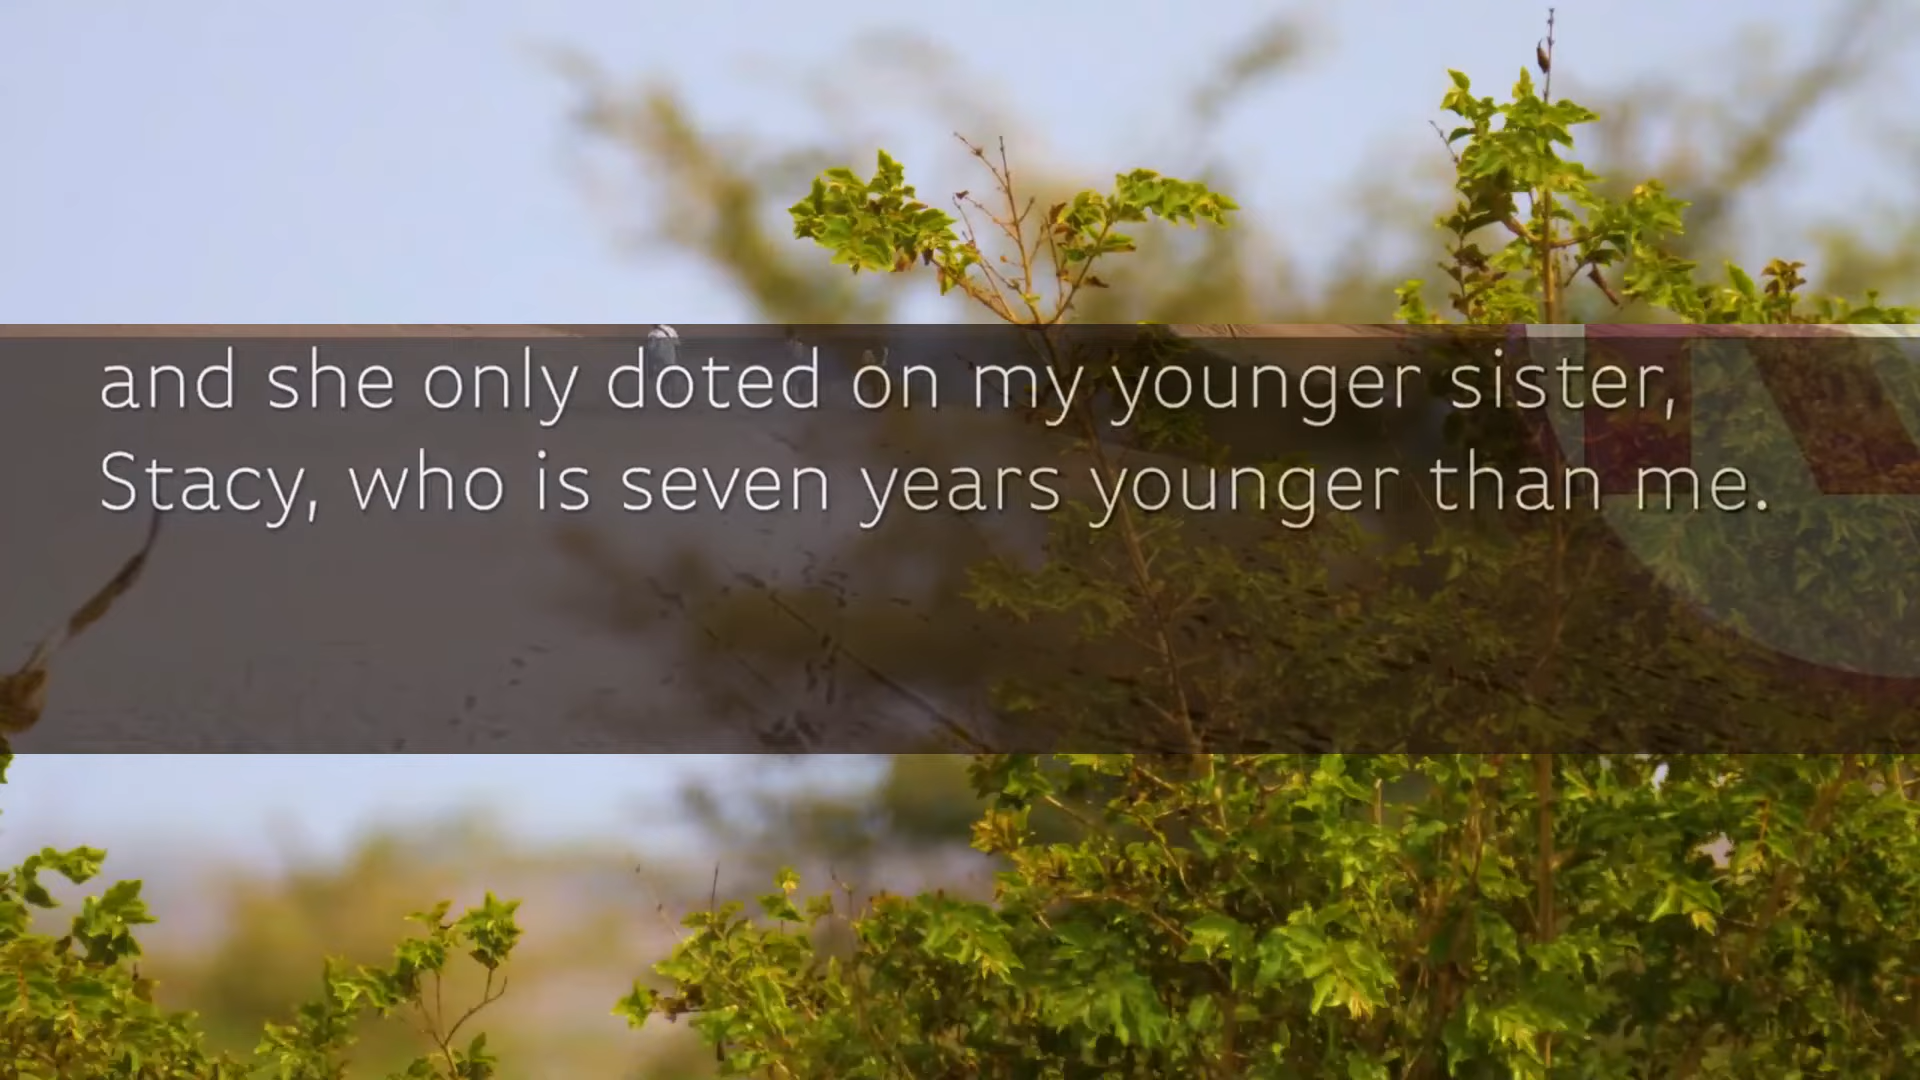 and she only doted on my younger sister,
Stacy, who is seven years younger than me.